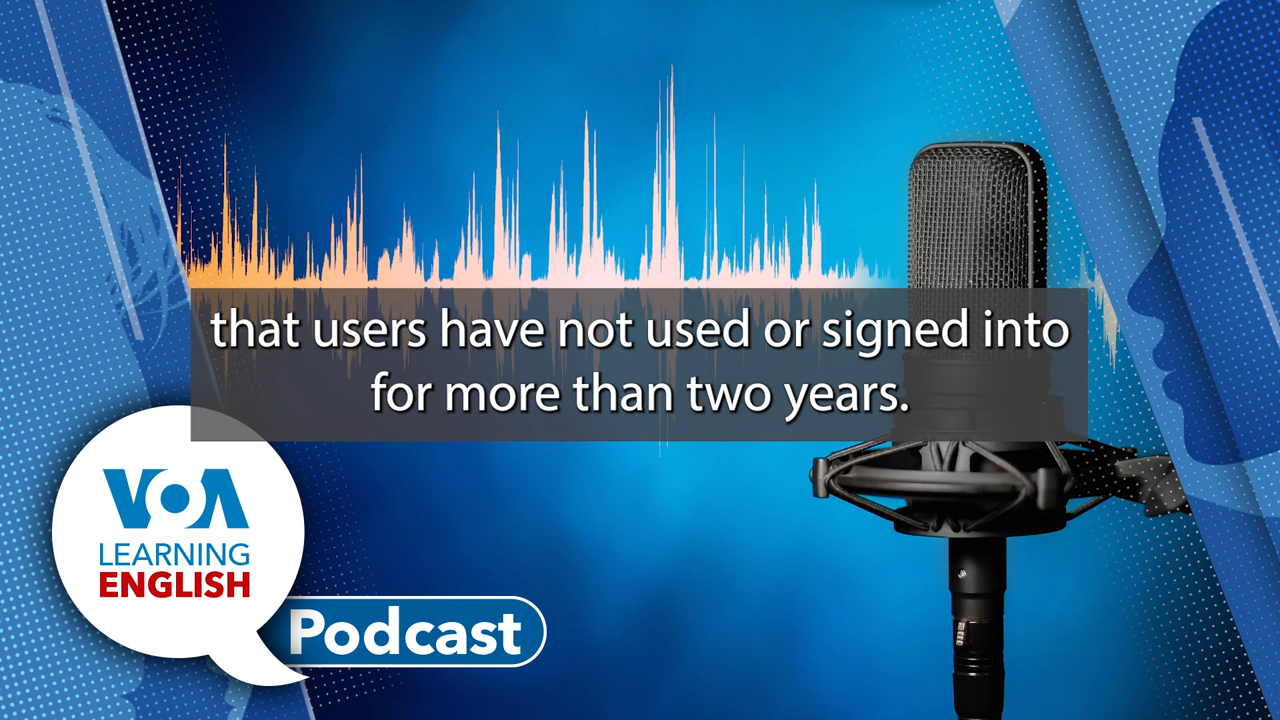 that users have not used or signed into
for more than two years.
VOA
LEARNING
ENGLISH
Podcast